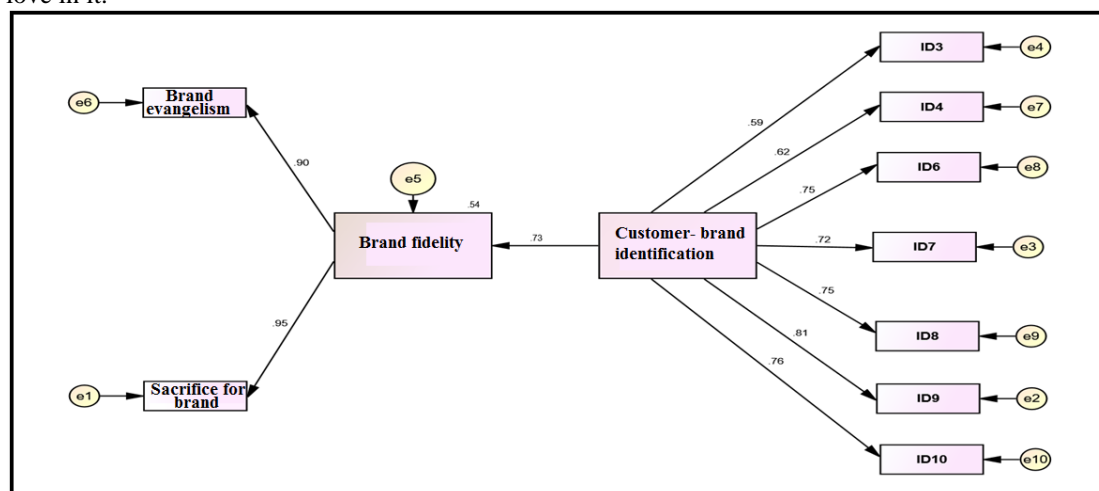 love in it.
ID3
e4
.59
e6
Brand
evangelism
ID4
e7
.62
.90
ID6
e8
.75
e5
.54
Brand fidelity
.73
Customer- brand
identification
.72
ID7
e3
.75
.95
ID8
e9
.81
.76
e1
Sacrifice for
brand
ID9
e2
ID10
e10